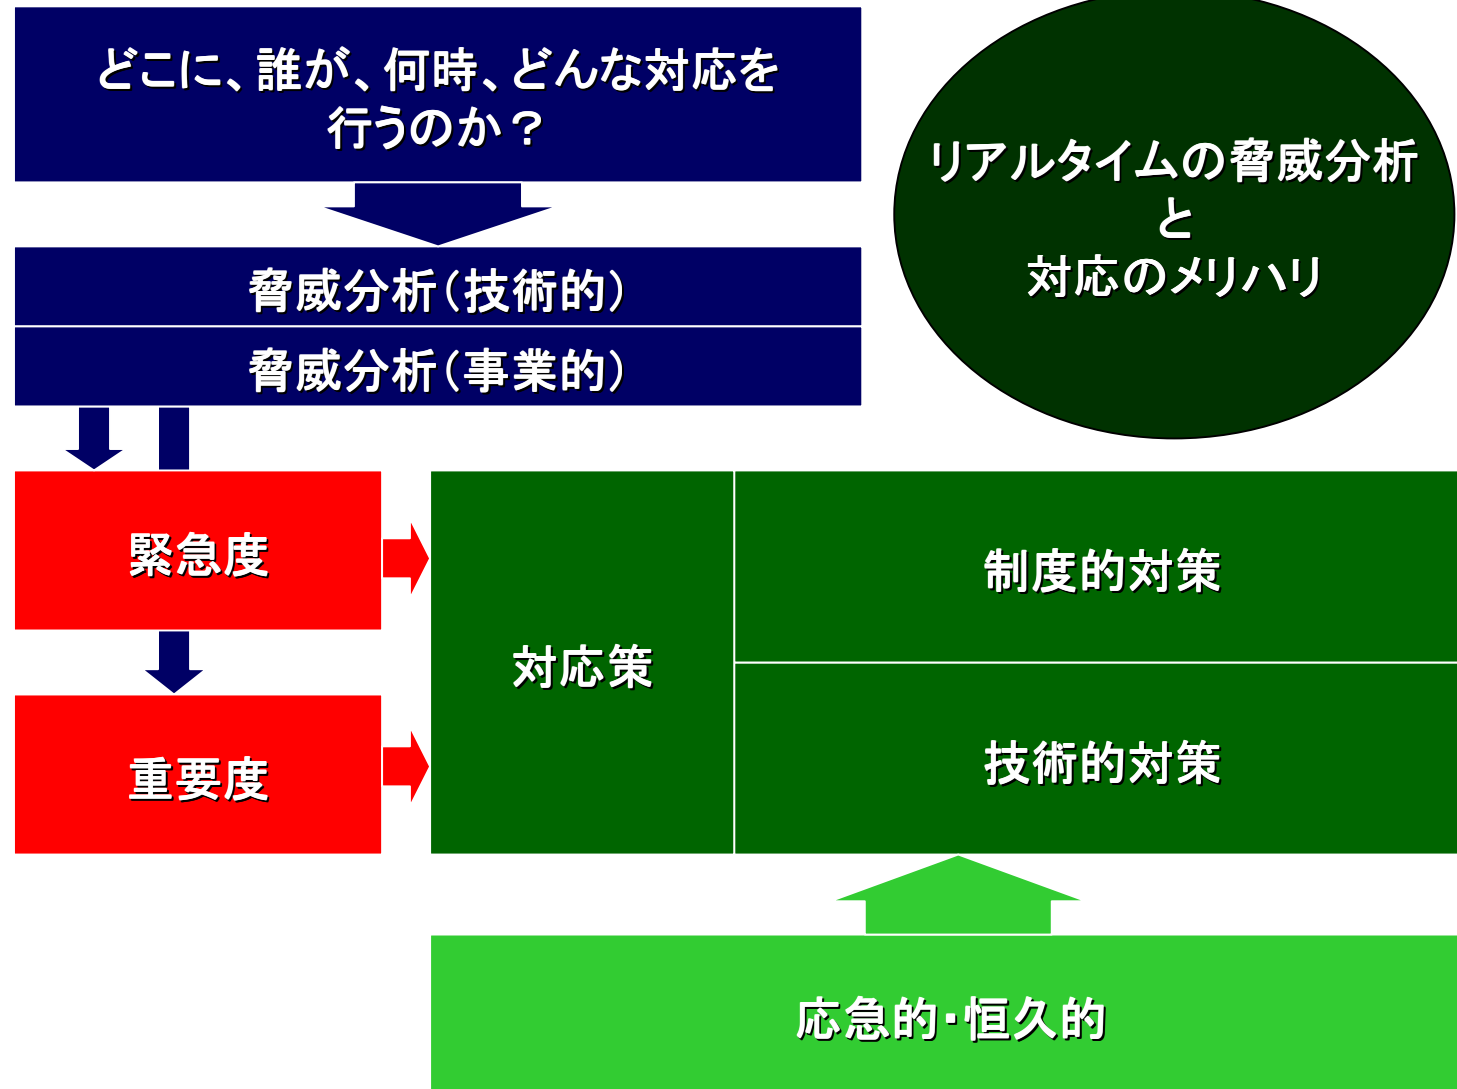 どこに、誰が、何時、どんな対応を
行うのか？
リアルタイムの脅威分析
と
対応のメリハリ
脅威分析(技術的)
脅威分析(事業的)
緊急度
重要度
対応策
制度的対策
技術的対策
応急的・恒久的